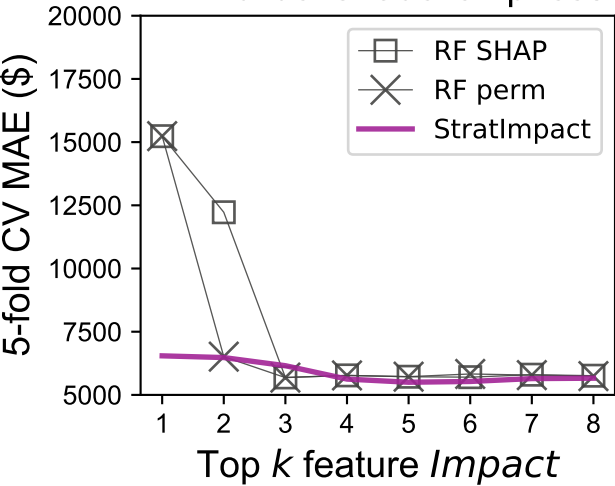 20000
17500
15000
12500
10000
7500
5000
5-fold CV MAE ($)
RF SHAP
RF perm
StratImpact
1 2 3 4 5 6 7 8
Top k feature Impact